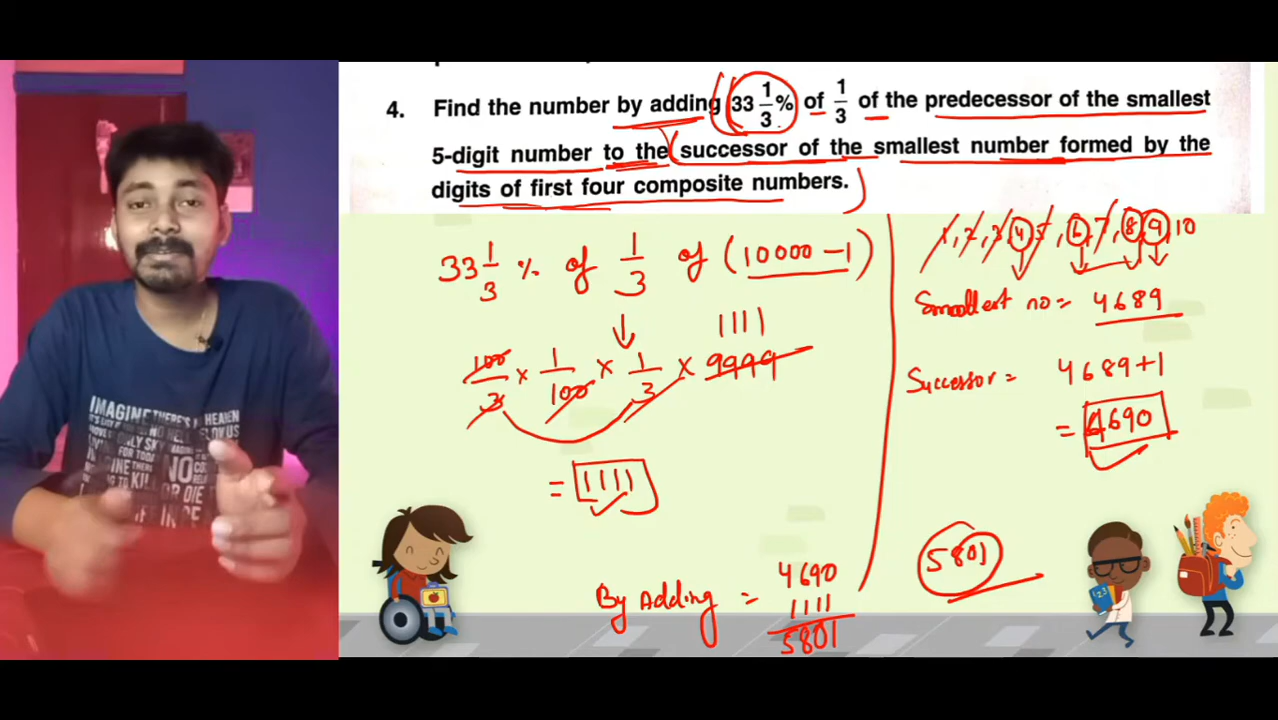 4. Find the number by adding 33 1/3 % of 1/3 of the predecessor of the smallest
5-digit number to the successor of the smallest number formed by the
digits of first four composite numbers.
33 1/3 % of 1/3 of (10000 - 1)
1111
100/3 × 1/100 × 1/3 × 9999
= 1111
By Adding = 4690
1111
5801
1, 2, 3, 4, 5, 6, 7, 8, 9, 10
Smallest no = 4689
Successor = 4689+1
= 4690
5801
IMAGINE THERE'S
HEAVEN
NO